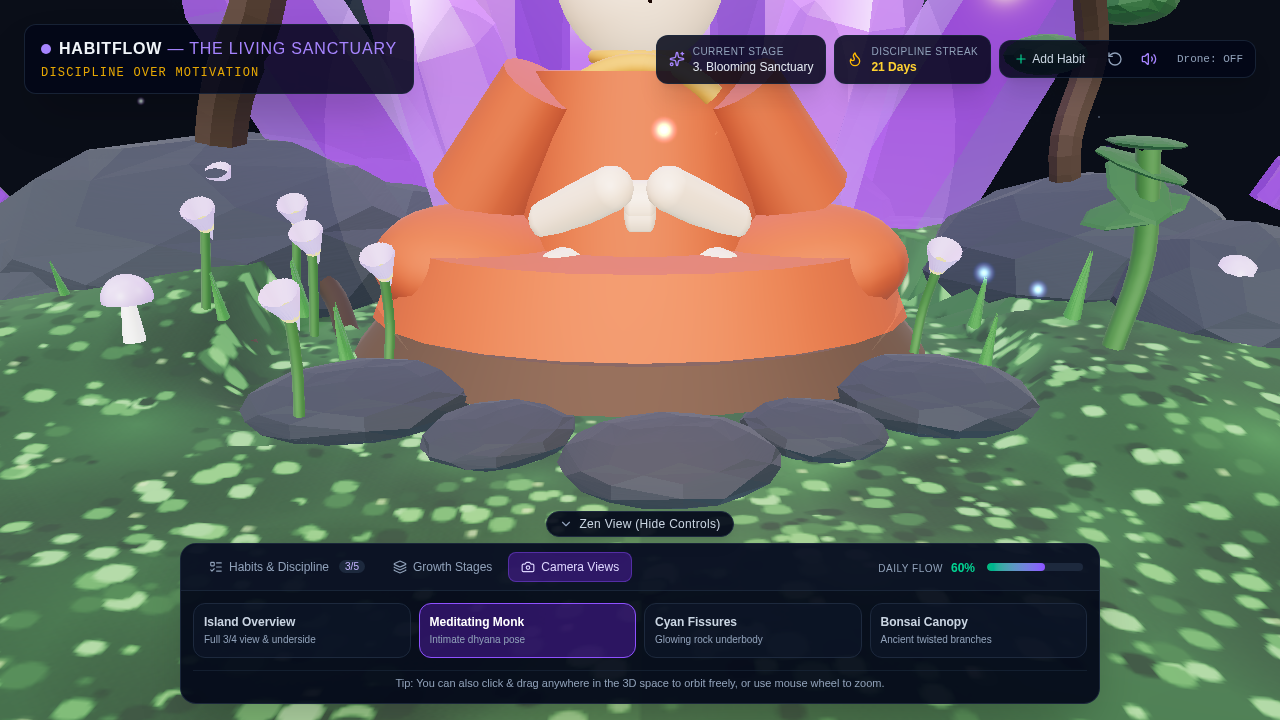 HABITFLOW — THE LIVING SANCTUARY
DISCIPLINE OVER MOTIVATION
CURRENT STAGE
3. Blooming Sanctuary
DISCIPLINE STREAK
21 Days
Add Habit
Drone: OFF
Zen View (Hide Controls)
Habits & Discipline 3/5
Growth Stages
Camera Views
DAILY FLOW 60%
Island Overview
Full 3/4 view & underside
Meditating Monk
Intimate dhyana pose
Cyan Fissures
Glowing rock underbody
Bonsai Canopy
Ancient twisted branches
Tip: You can also click & drag anywhere in the 3D space to orbit freely, or use mouse wheel to zoom.